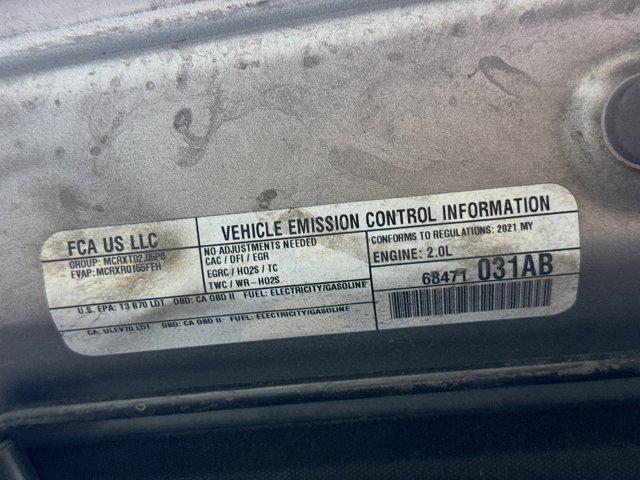 FCA US LLC
GROUP: MCRXT02.05P8
EVAP: MCRXR0155FEH
VEHICLE EMISSION CONTROL INFORMATION
NO ADJUSTMENTS NEEDED
CAC / DFI / EGR
EGRC / HO2S / TC
TWC / WR-HO2S
CONFORMS TO REGULATIONS: 2021 MY
ENGINE: 2.0L
68471 031AB
U.S. EPA: T3 B70 LDT OBD: CA OBD II FUEL: ELECTRICITY/GASOLINE
CA: ULEV70 LDT OBD: CA OBD II FUEL: ELECTRICITY/GASOLINE